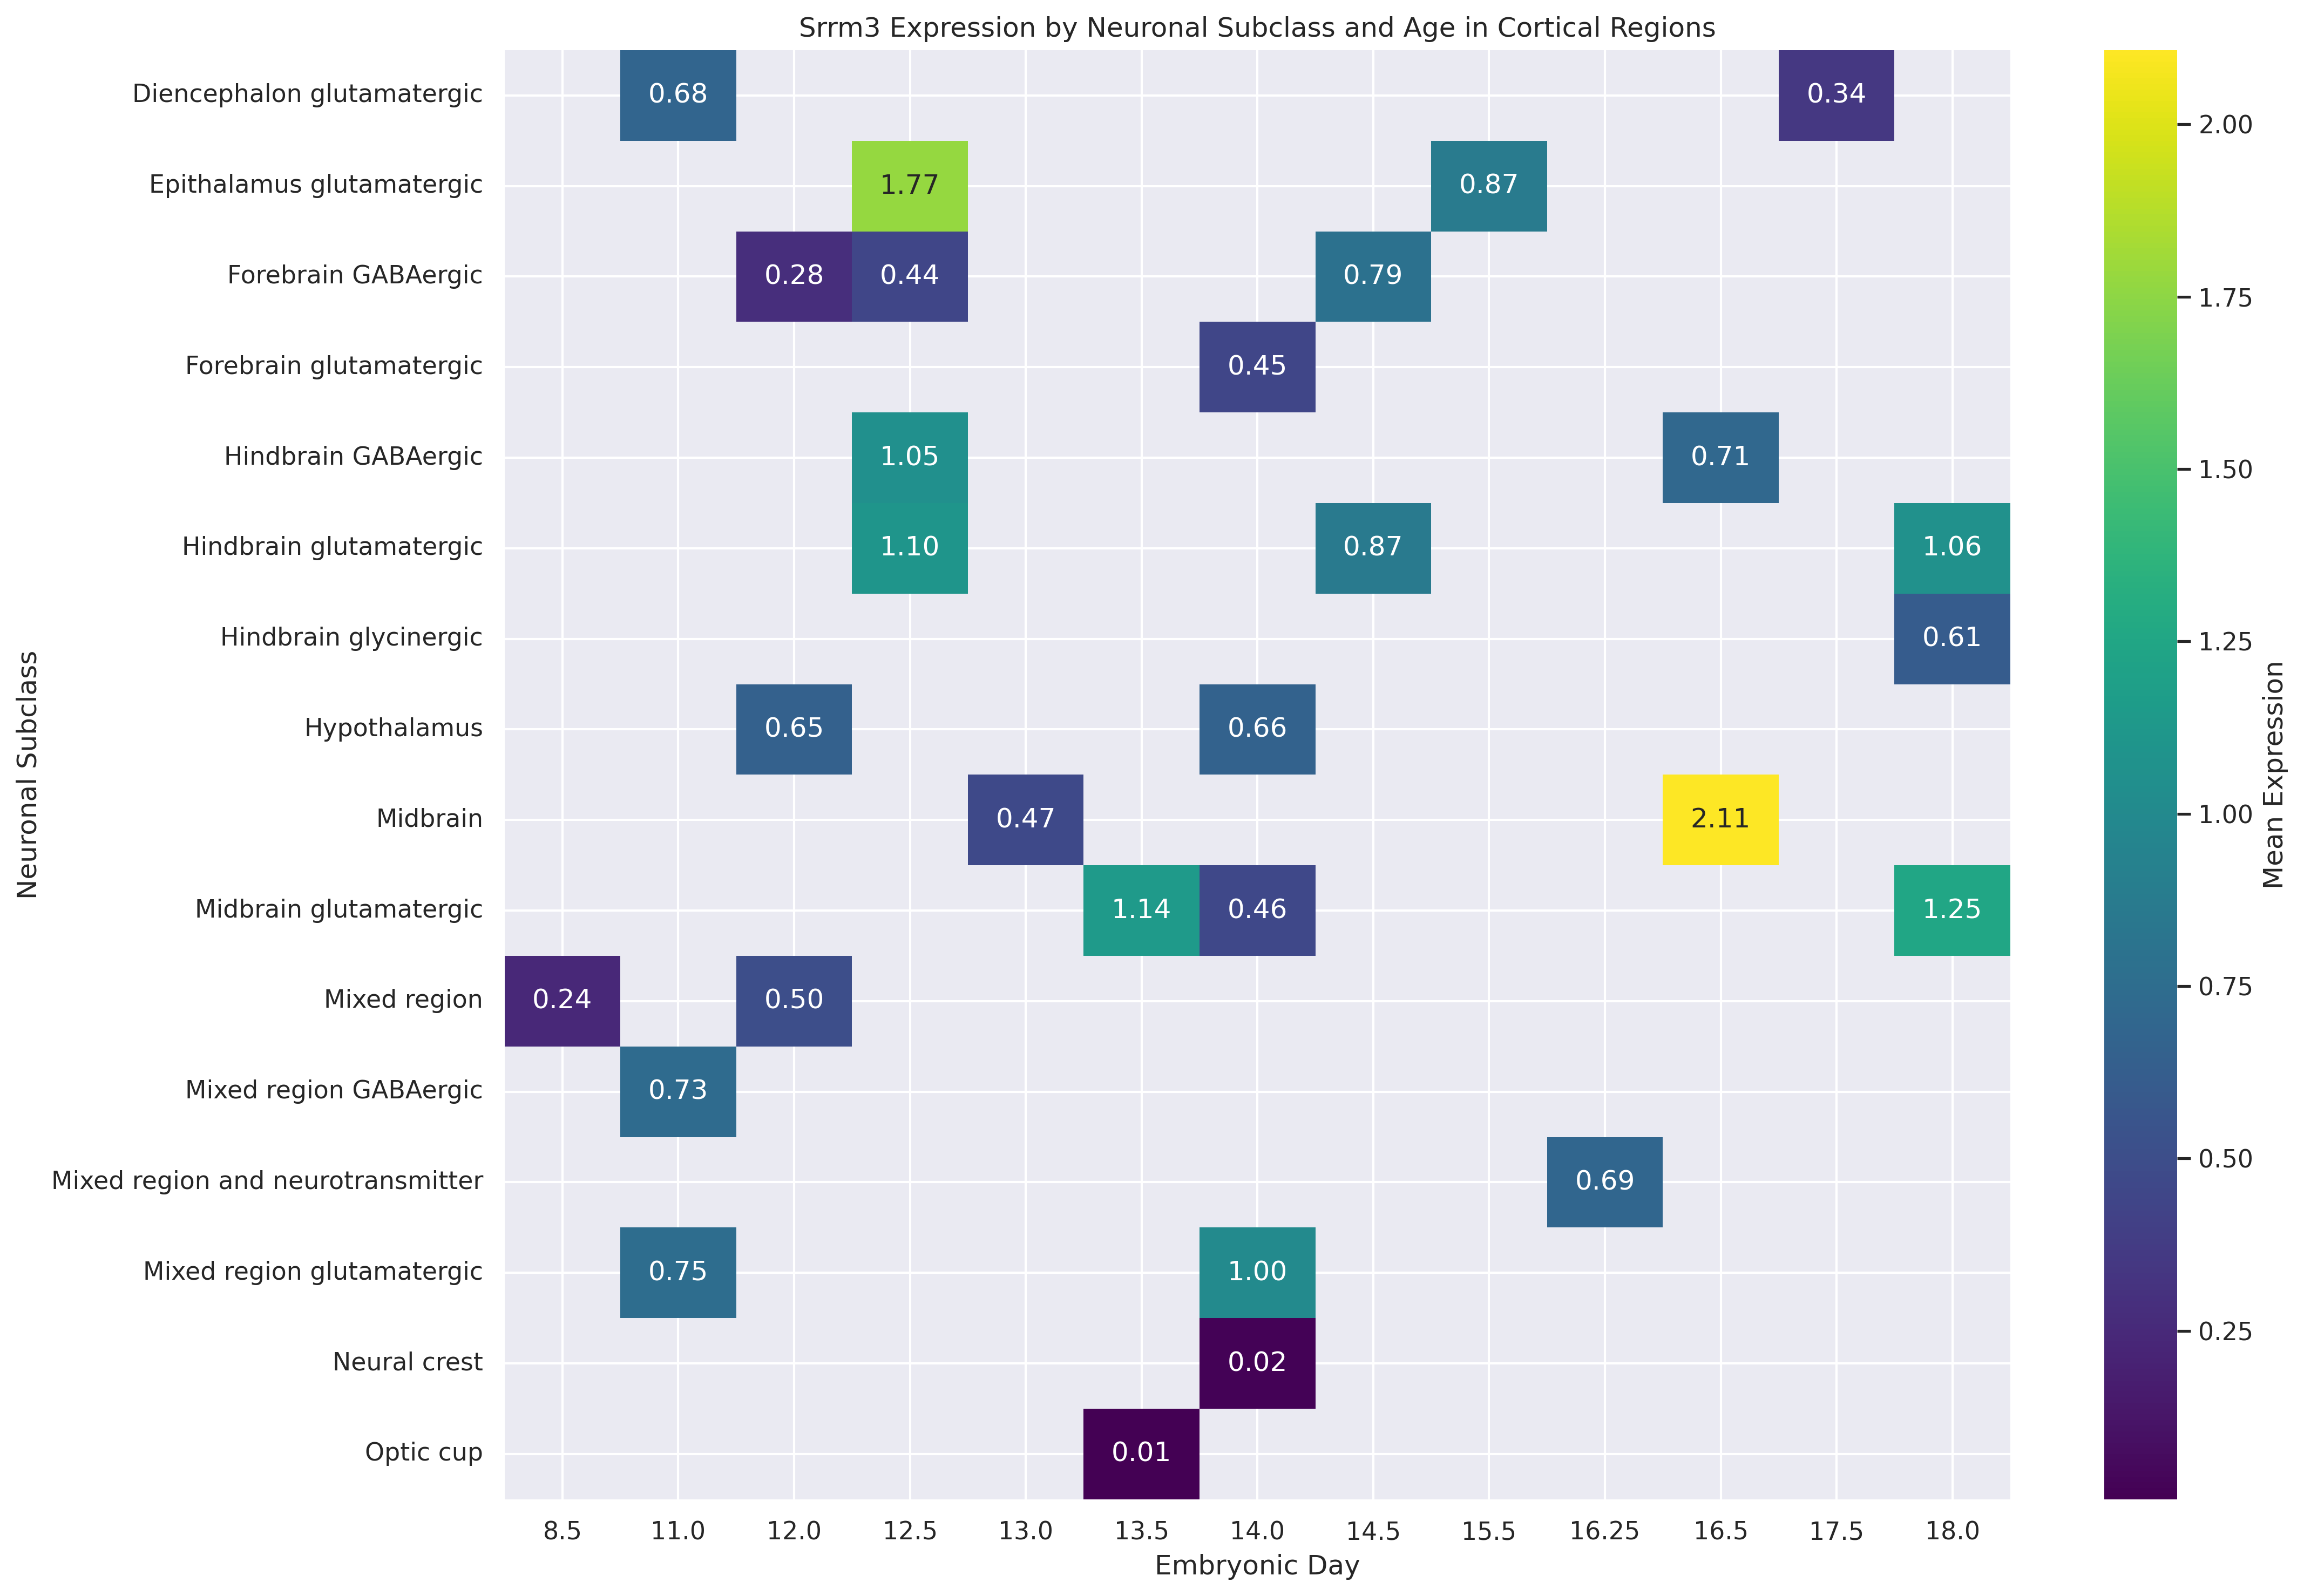 Srrm3 Expression by Neuronal Subclass and Age in Cortical Regions
Neuronal Subclass
Diencephalon glutamatergic 0.68 0.34
Epithalamus glutamatergic 1.77 0.87
Forebrain GABAergic 0.28 0.44 0.79
Forebrain glutamatergic 0.45
Hindbrain GABAergic 1.05 0.71
Hindbrain glutamatergic 1.10 0.87 1.06
Hindbrain glycinergic 0.61
Hypothalamus 0.65 0.66
Midbrain 0.47 2.11
Midbrain glutamatergic 1.14 0.46 1.25
Mixed region 0.24 0.50
Mixed region GABAergic 0.73
Mixed region and neurotransmitter 0.69
Mixed region glutamatergic 0.75 1.00
Neural crest 0.02
Optic cup 0.01
8.5 11.0 12.0 12.5 13.0 13.5 14.0 14.5 15.5 16.25 16.5 17.5 18.0
Embryonic Day
2.00
1.75
1.50
1.25
1.00
0.75
0.50
0.25
Mean Expression